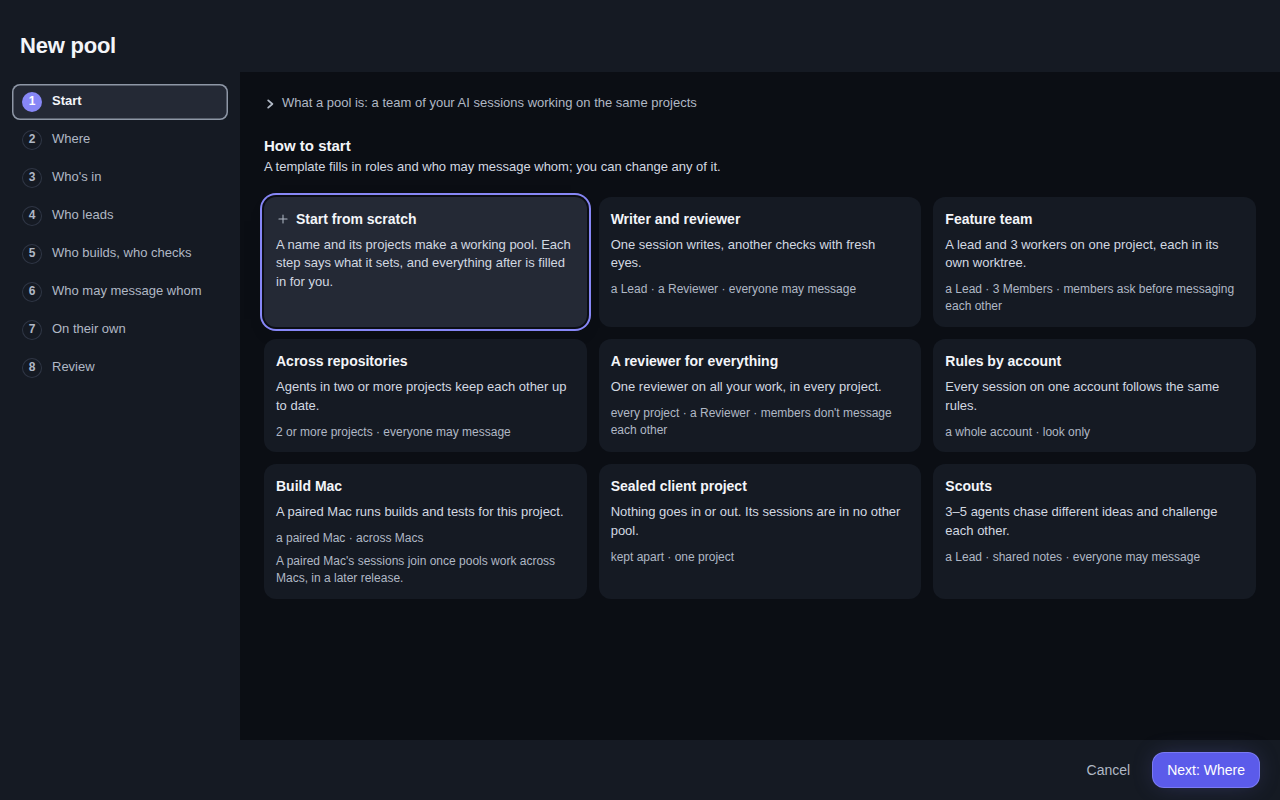 New pool
1 Start
2 Where
3 Who's in
4 Who leads
5 Who builds, who checks
6 Who may message whom
7 On their own
8 Review
What a pool is: a team of your AI sessions working on the same projects
How to start
A template fills in roles and who may message whom; you can change any of it.
Start from scratch
A name and its projects make a working pool. Each
step says what it sets, and everything after is filled
in for you.
Writer and reviewer
One session writes, another checks with fresh
eyes.
a Lead · a Reviewer · everyone may message
Feature team
A lead and 3 workers on one project, each in its
own worktree.
a Lead · 3 Members · members ask before messaging
each other
Across repositories
Agents in two or more projects keep each other up
to date.
2 or more projects · everyone may message
A reviewer for everything
One reviewer on all your work, in every project.
every project · a Reviewer · members don't message
each other
Rules by account
Every session on one account follows the same
rules.
a whole account · look only
Build Mac
A paired Mac runs builds and tests for this project.
a paired Mac · across Macs
A paired Mac's sessions join once pools work across
Macs, in a later release.
Sealed client project
Nothing goes in or out. Its sessions are in no other
pool.
kept apart · one project
Scouts
3–5 agents chase different ideas and challenge
each other.
a Lead · shared notes · everyone may message
Cancel
Next: Where